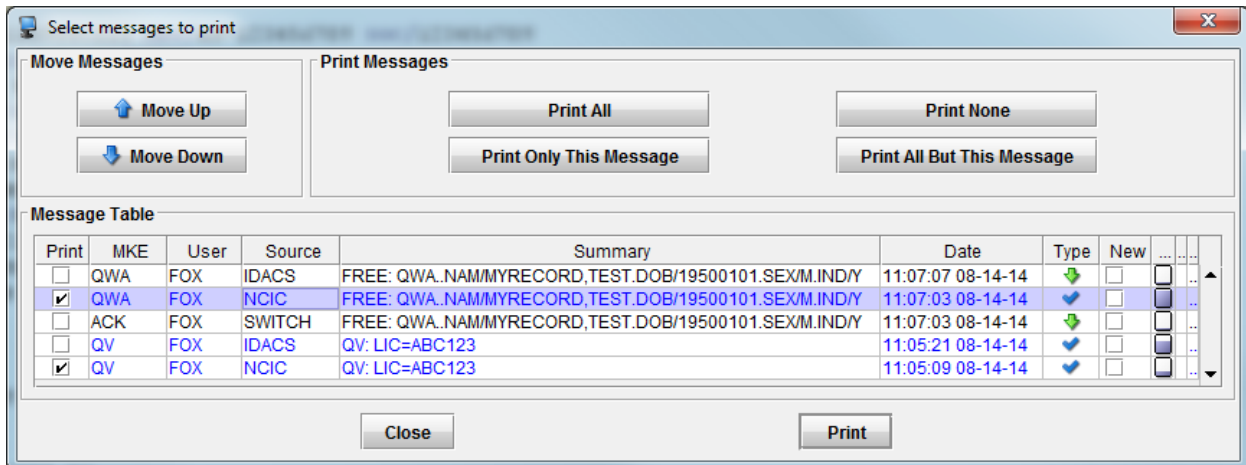 Select messages to print
Move Messages
Print Messages
Move Up
Print All
Print None
Move Down
Print Only This Message
Print All But This Message
Message Table
Print MKE User Source Summary Date Type New ... .. ..
QWA FOX IDACS FREE: QWA..NAM/MYRECORD,TEST.DOB/19500101.SEX/M.IND/Y 11:07:07 08-14-14 ..
QWA FOX NCIC FREE: QWA..NAM/MYRECORD,TEST.DOB/19500101.SEX/M.IND/Y 11:07:03 08-14-14 ..
ACK FOX SWITCH FREE: QWA..NAM/MYRECORD,TEST.DOB/19500101.SEX/M.IND/Y 11:07:03 08-14-14 ..
QV FOX IDACS QV: LIC=ABC123 11:05:21 08-14-14 ..
QV FOX NCIC QV: LIC=ABC123 11:05:09 08-14-14 ..
Close
Print